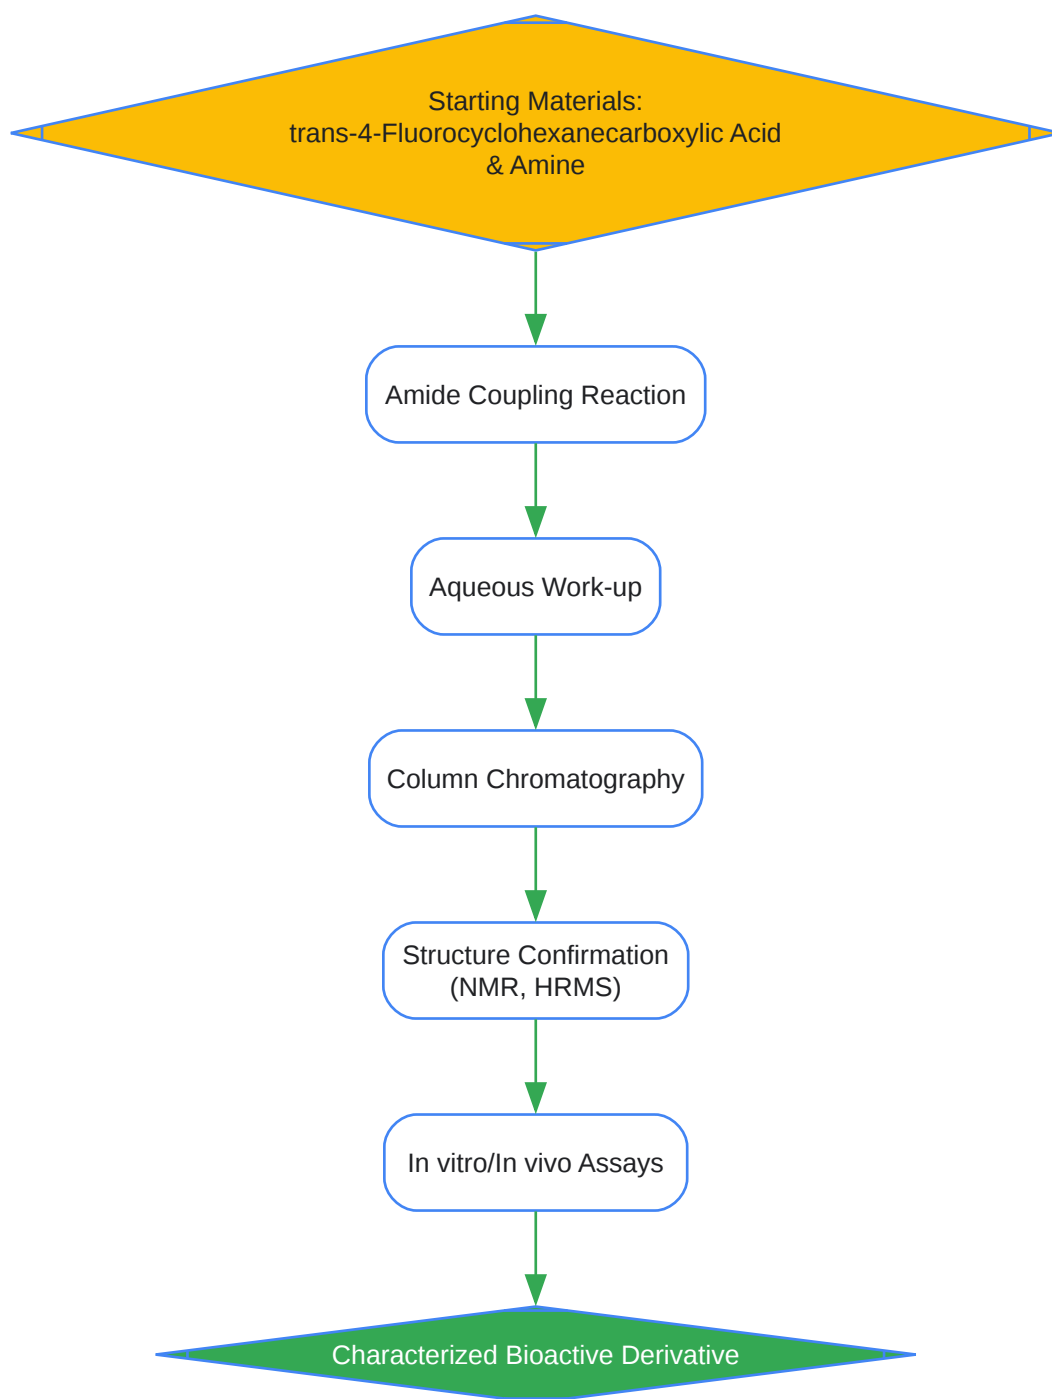 Starting Materials:
trans-4-Fluorocyclohexanecarboxylic Acid
& Amine
Amide Coupling Reaction
Aqueous Work-up
Column Chromatography
Structure Confirmation
(NMR, HRMS)
In vitro/In vivo Assays
Characterized Bioactive Derivative